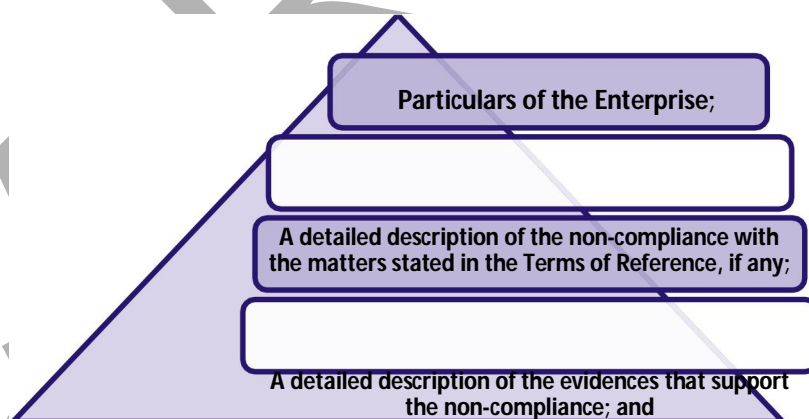 Particulars of the Enterprise;
A detailed description of the non-compliance with
the matters stated in the Terms of Reference, if any;
A detailed description of the evidences that support
the non-compliance; and